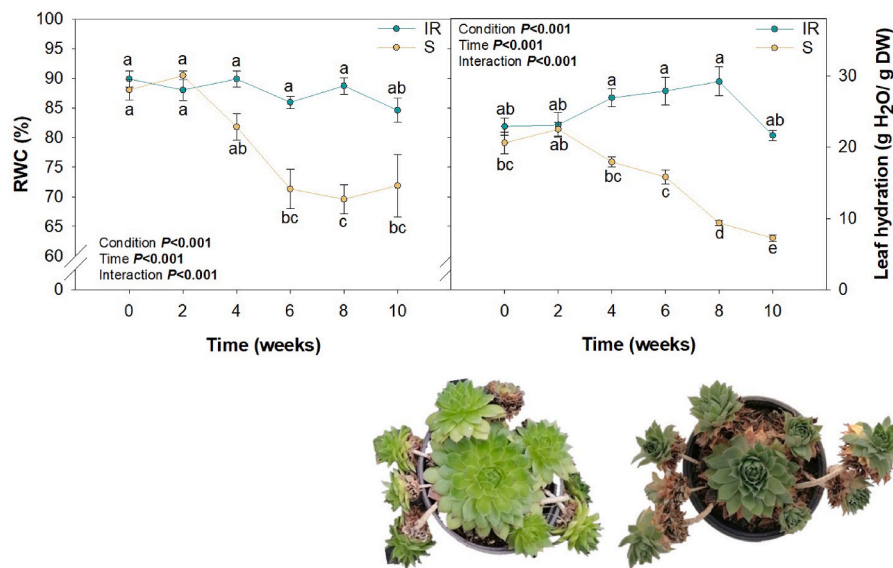 100
95
90
85
80
75
70
65
60
0
RWC (%)
IR
S
a a a a a ab
a a ab bc c bc
Condition P<0.001
Time P<0.001
Interaction P<0.001
0 2 4 6 8 10
Time (weeks)
Condition P<0.001
Time P<0.001
Interaction P<0.001
IR
S
ab ab a a a ab
bc ab bc c d e
30
20
10
0
Leaf hydration (g H₂O/ g DW)
0 2 4 6 8 10
Time (weeks)